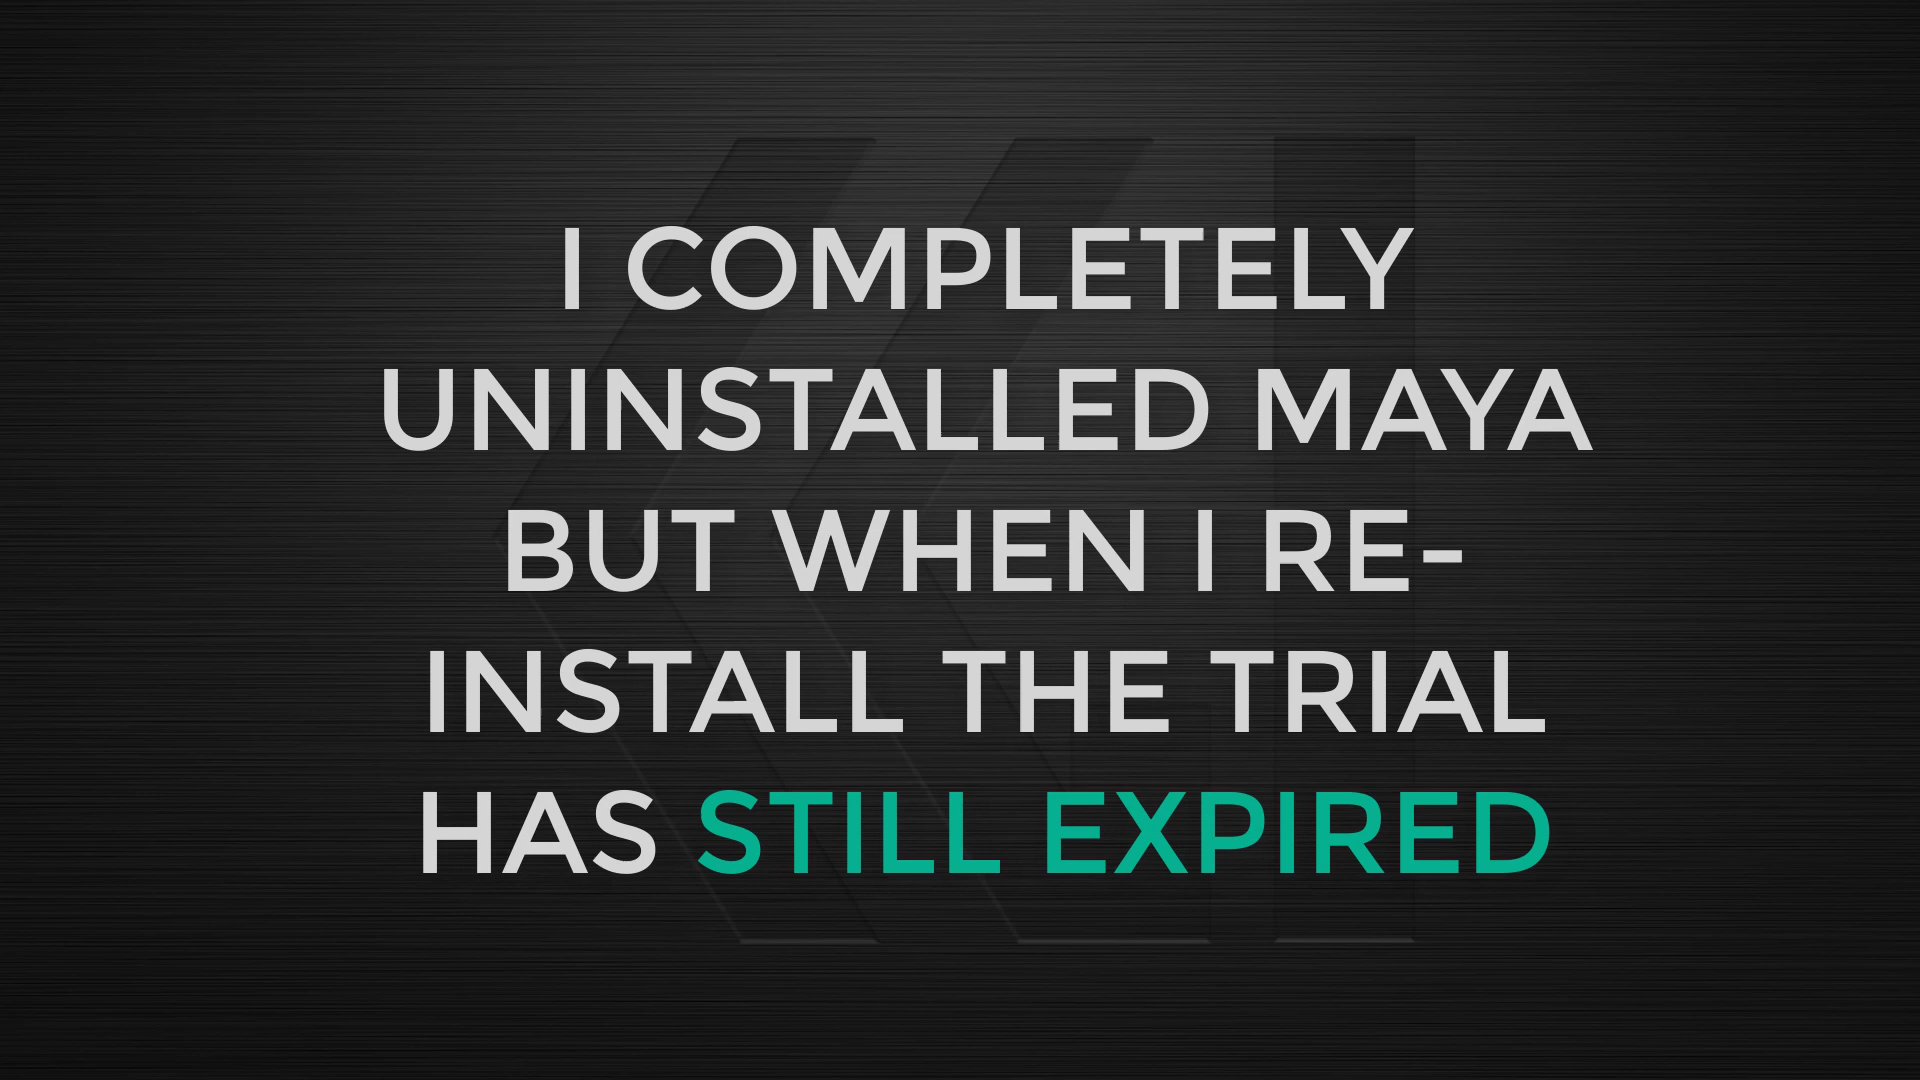 I COMPLETELY
UNINSTALLED MAYA
BUT WHEN I RE-
INSTALL THE TRIAL
HAS STILL EXPIRED